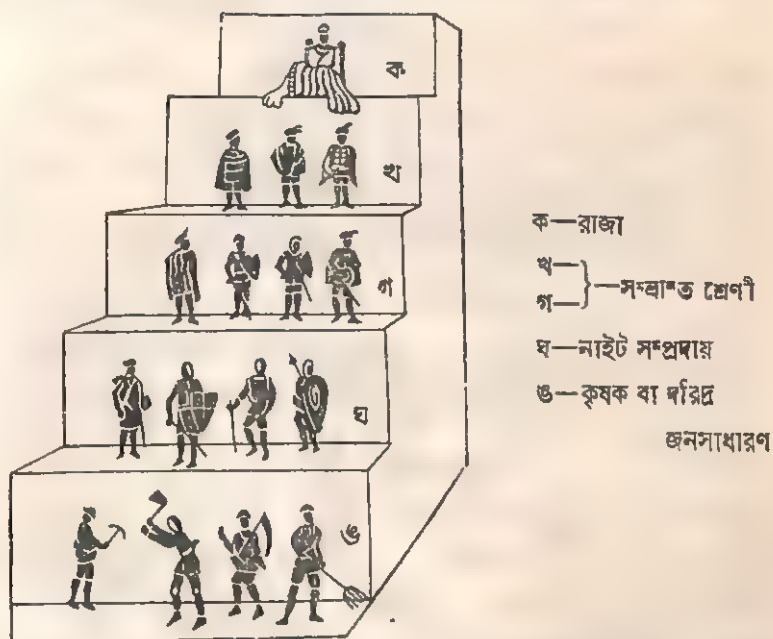 ক
খ
গ
ঘ
ঙ
ক—রাজা
খ—
গ—
}—সম্ভ্রান্ত শ্রেণী
ঘ—নাইট সম্প্রদায়
ঙ—কৃষক বা দরিদ্র
জনসাধারণ